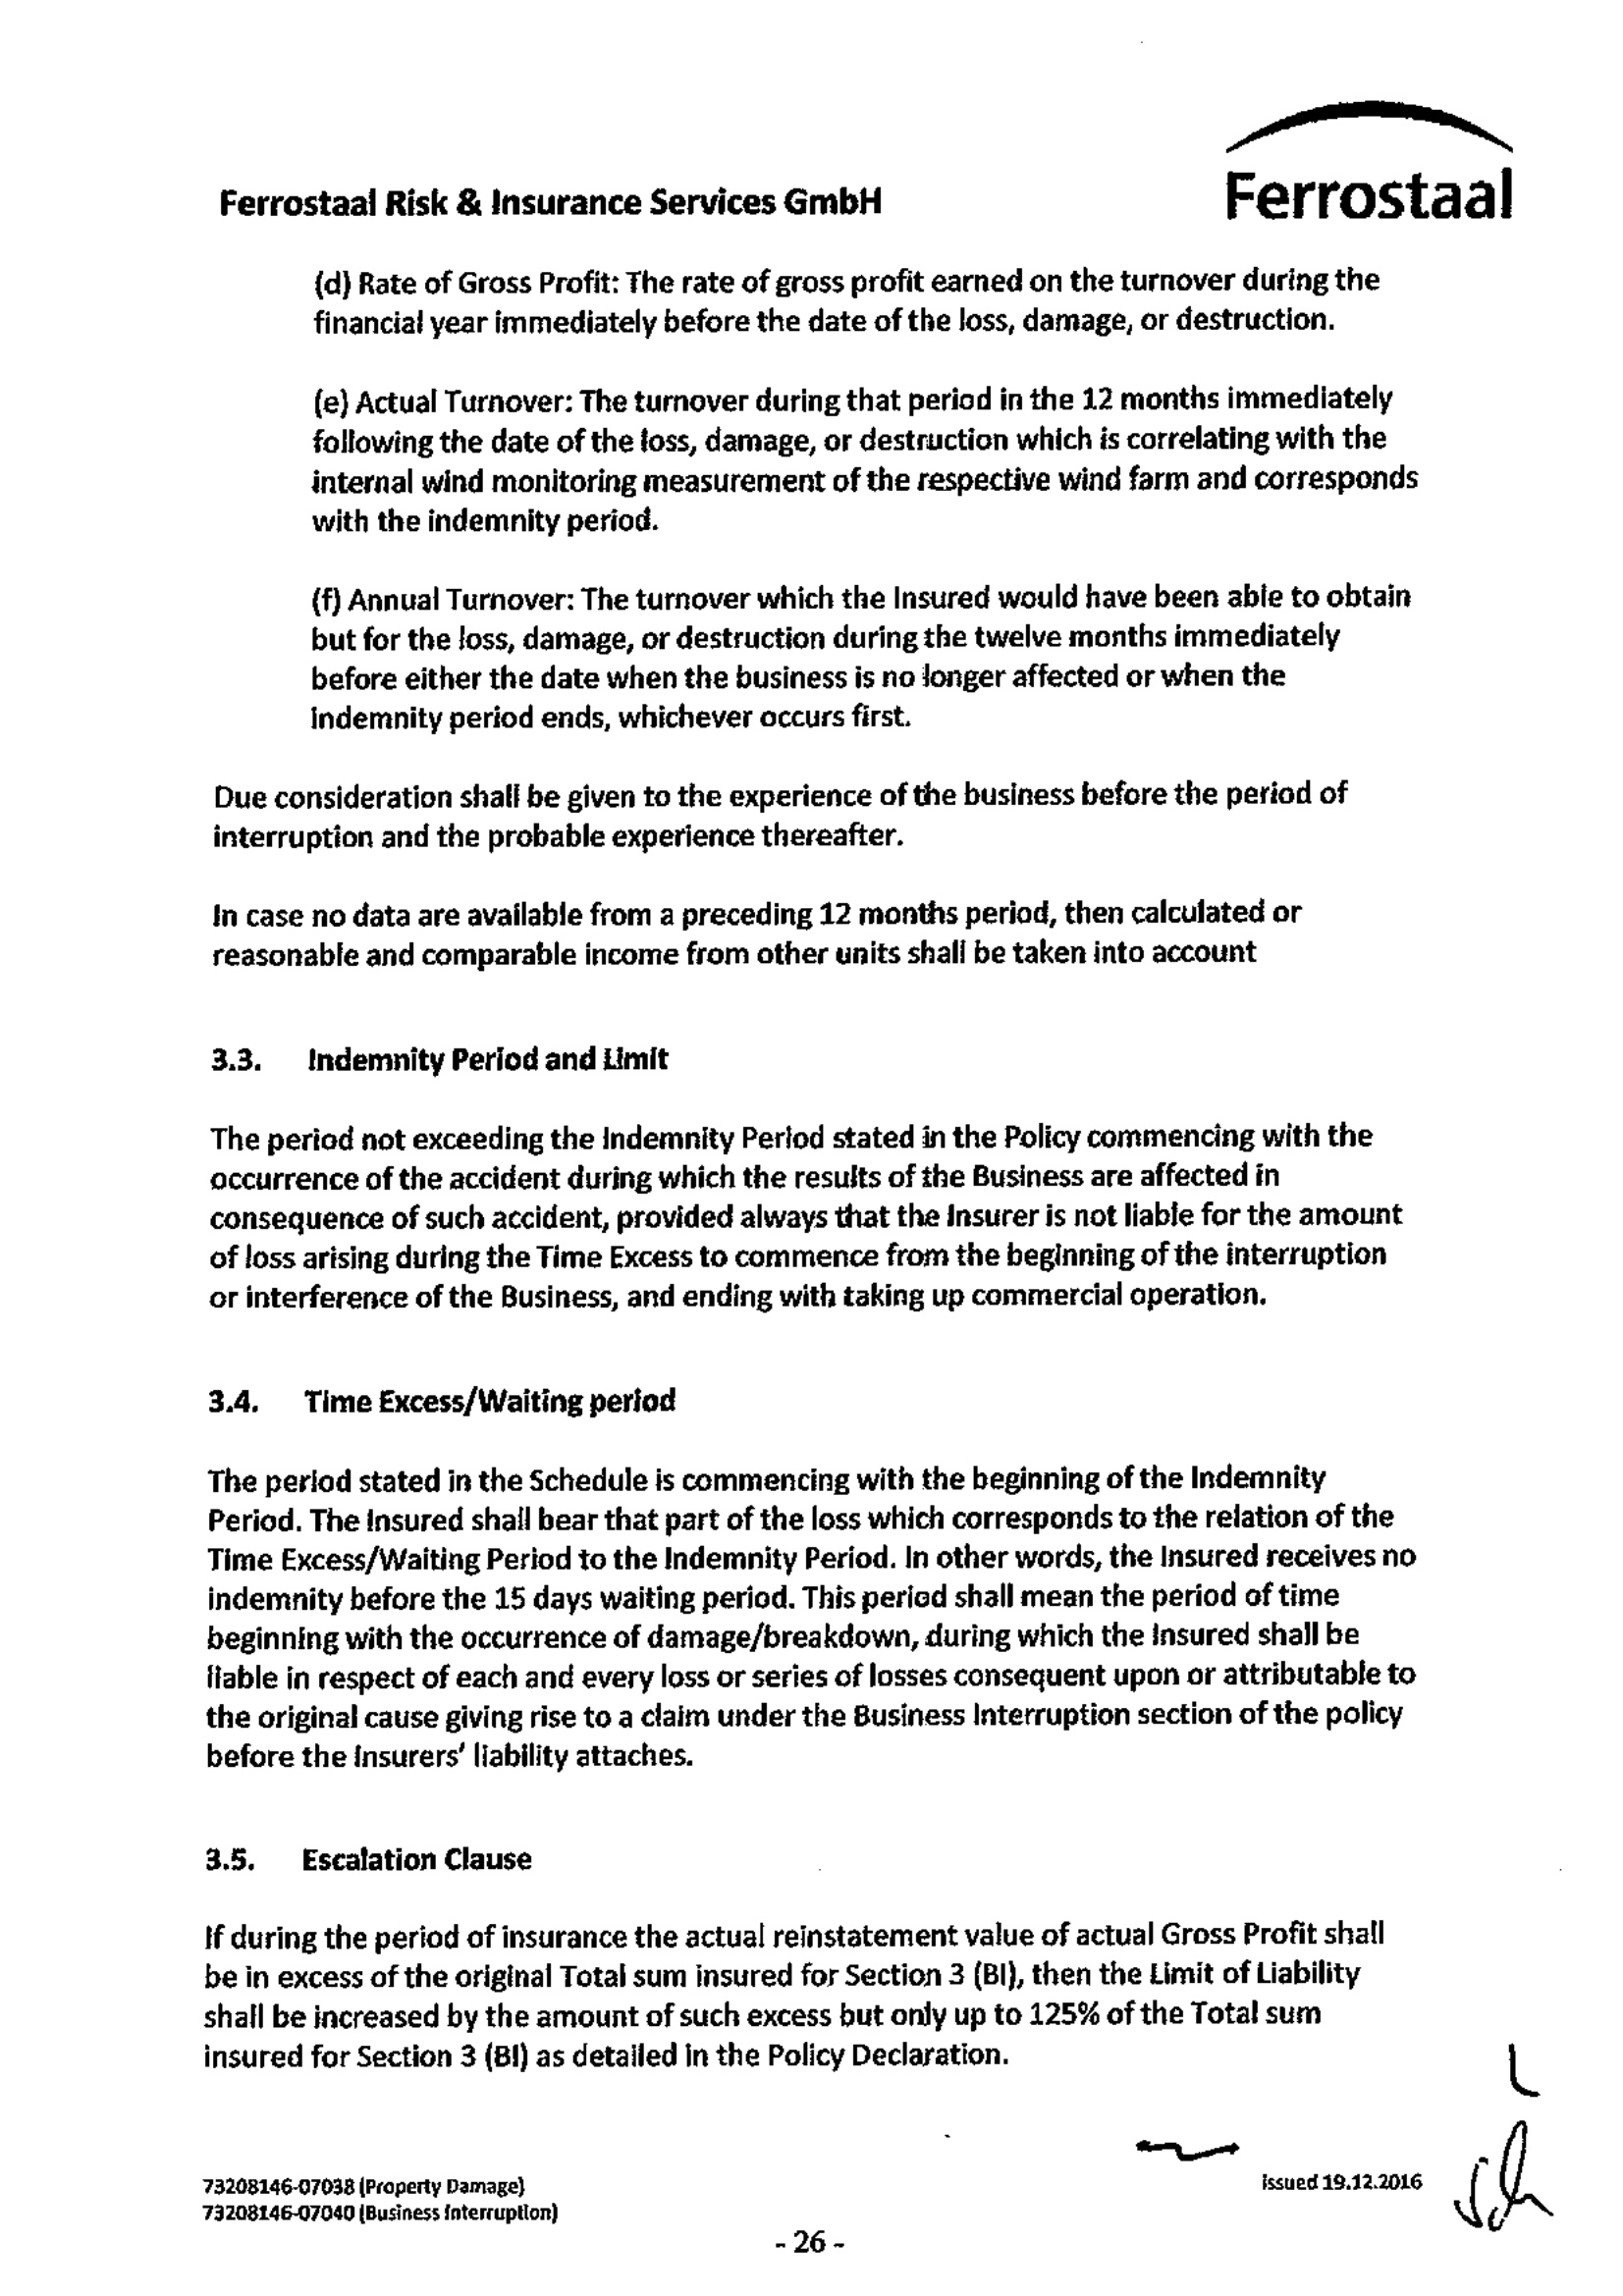 Ferrostaal
Ferrostaal Risk & Insurance Services GmbH
(d) Rate of Gross Profit: The rate of gross profit earned on the turnover during the
financial year immediately before the date of the loss, damage, or destruction.
(e) Actual Turnover: The turnover during that period in the 12 months immediately
following the date of the loss, damage, or destruction which is correlating with the
internal wind monitoring measurement of the respective wind farm and corresponds
with the indemnity period.
(f) Annual Turnover: The turnover which the Insured would have been able to obtain
but for the loss, damage, or destruction during the twelve months immediately
before either the date when the business is no longer affected or when the
Indemnity period ends, whichever occurs first.
Due consideration shall be given to the experience of the business before the period of
interruption and the probable experience thereafter.
In case no data are available from a preceding 12 months period, then calculated or
reasonable and comparable income from other units shall be taken into account
3.3. Indemnity Period and Limit
The period not exceeding the Indemnity Period stated in the Policy commencing with the
occurrence of the accident during which the results of the Business are affected in
consequence of such accident, provided always that the Insurer is not liable for the amount
of loss arising during the Time Excess to commence from the beginning of the interruption
or interference of the Business, and ending with taking up commercial operation.
3.4. Time Excess/Waiting period
The period stated in the Schedule is commencing with the beginning of the Indemnity
Period. The Insured shall bear that part of the loss which corresponds to the relation of the
Time Excess/Waiting Period to the Indemnity Period. In other words, the Insured receives no
indemnity before the 15 days waiting period. This period shall mean the period of time
beginning with the occurrence of damage/breakdown, during which the Insured shall be
liable in respect of each and every loss or series of losses consequent upon or attributable to
the original cause giving rise to a claim under the Business Interruption section of the policy
before the Insurers' liability attaches.
3.5. Escalation Clause
If during the period of insurance the actual reinstatement value of actual Gross Profit shall
be in excess of the original Total sum insured for Section 3 (BI), then the Limit of Liability
shall be increased by the amount of such excess but only up to 125% of the Total sum
insured for Section 3 (BI) as detailed in the Policy Declaration.
73208146-07038 (Property Damage)
73208146-07040 (Business Interruption)
issued 19.12.2016
- 26 -